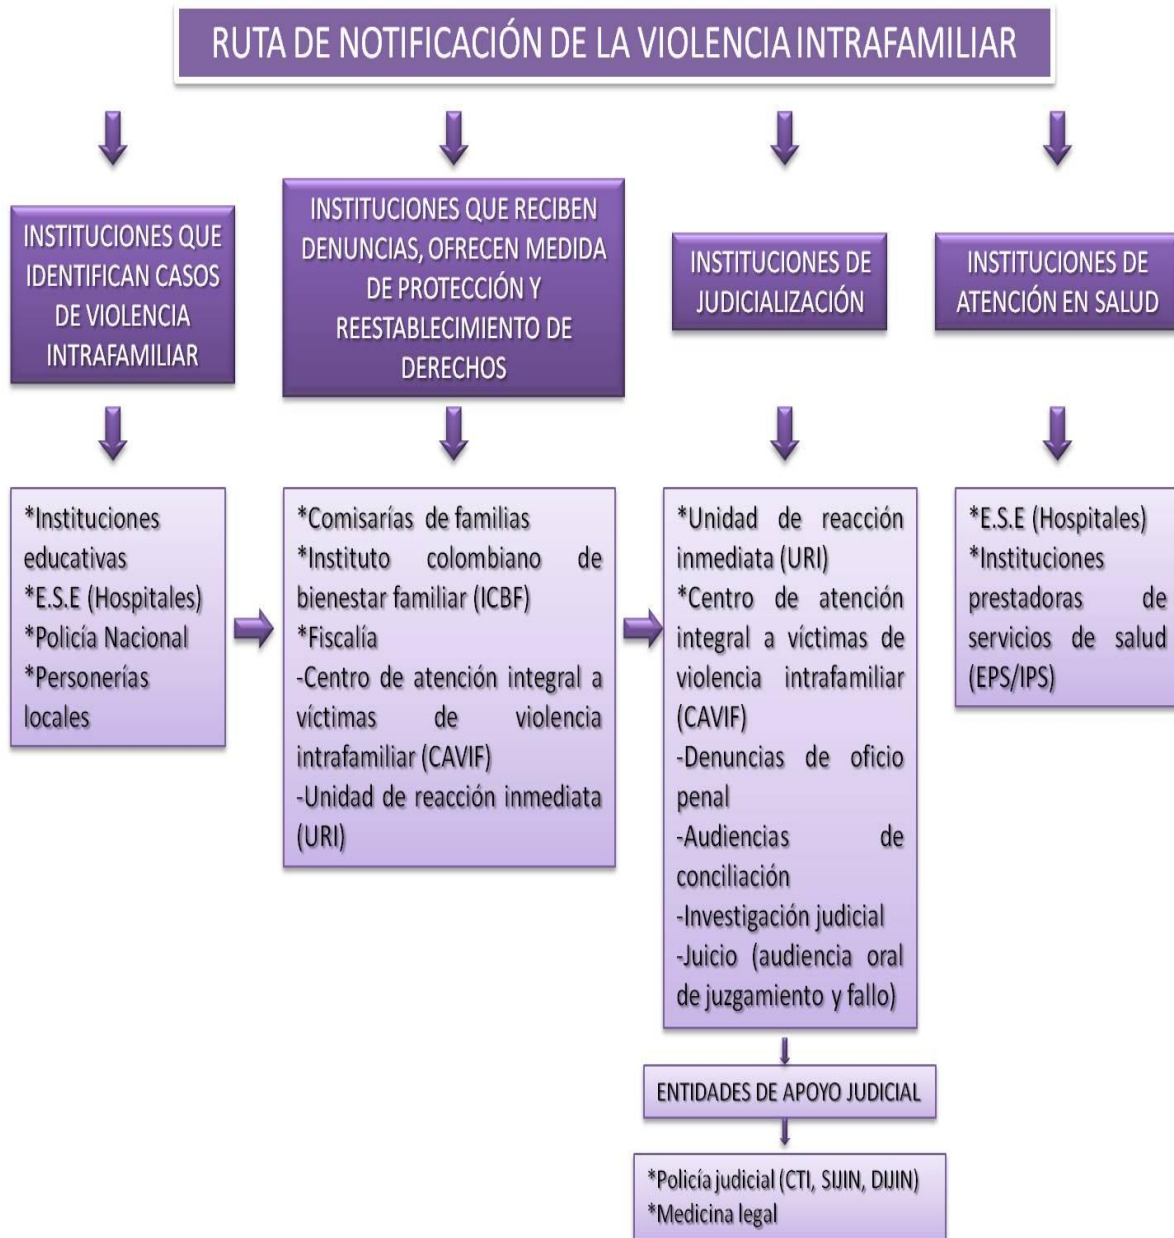 RUTA DE NOTIFICACIÓN DE LA VIOLENCIA INTRAFAMILIAR
INSTITUCIONES QUE
IDENTIFICAN CASOS
DE VIOLENCIA
INTRAFAMILIAR
INSTITUCIONES QUE RECIBEN
DENUNCIAS, OFRECEN MEDIDA
DE PROTECCIÓN Y
REESTABLECIMIENTO DE
DERECHOS
INSTITUCIONES DE
JUDICIALIZACIÓN
INSTITUCIONES DE
ATENCIÓN EN SALUD
*Instituciones
educativas
*E.S.E (Hospitales)
*Policía Nacional
*Personerías
locales
*Comisarías de familias
*Instituto colombiano de
bienestar familiar (ICBF)
*Fiscalía
-Centro de atención integral a
víctimas de violencia
intrafamiliar (CAVIF)
-Unidad de reacción inmediata
(URI)
*Unidad de reacción
inmediata (URI)
*Centro de atención
integral a víctimas de
violencia intrafamiliar
(CAVIF)
-Denuncias de oficio
penal
-Audiencias de
conciliación
-Investigación judicial
-Juicio (audiencia oral
de juzgamiento y fallo)
*E.S.E (Hospitales)
*Instituciones
prestadoras de
servicios de salud
(EPS/IPS)
ENTIDADES DE APOYO JUDICIAL
*Policía judicial (CTI, SIJIN, DIJIN)
*Medicina legal